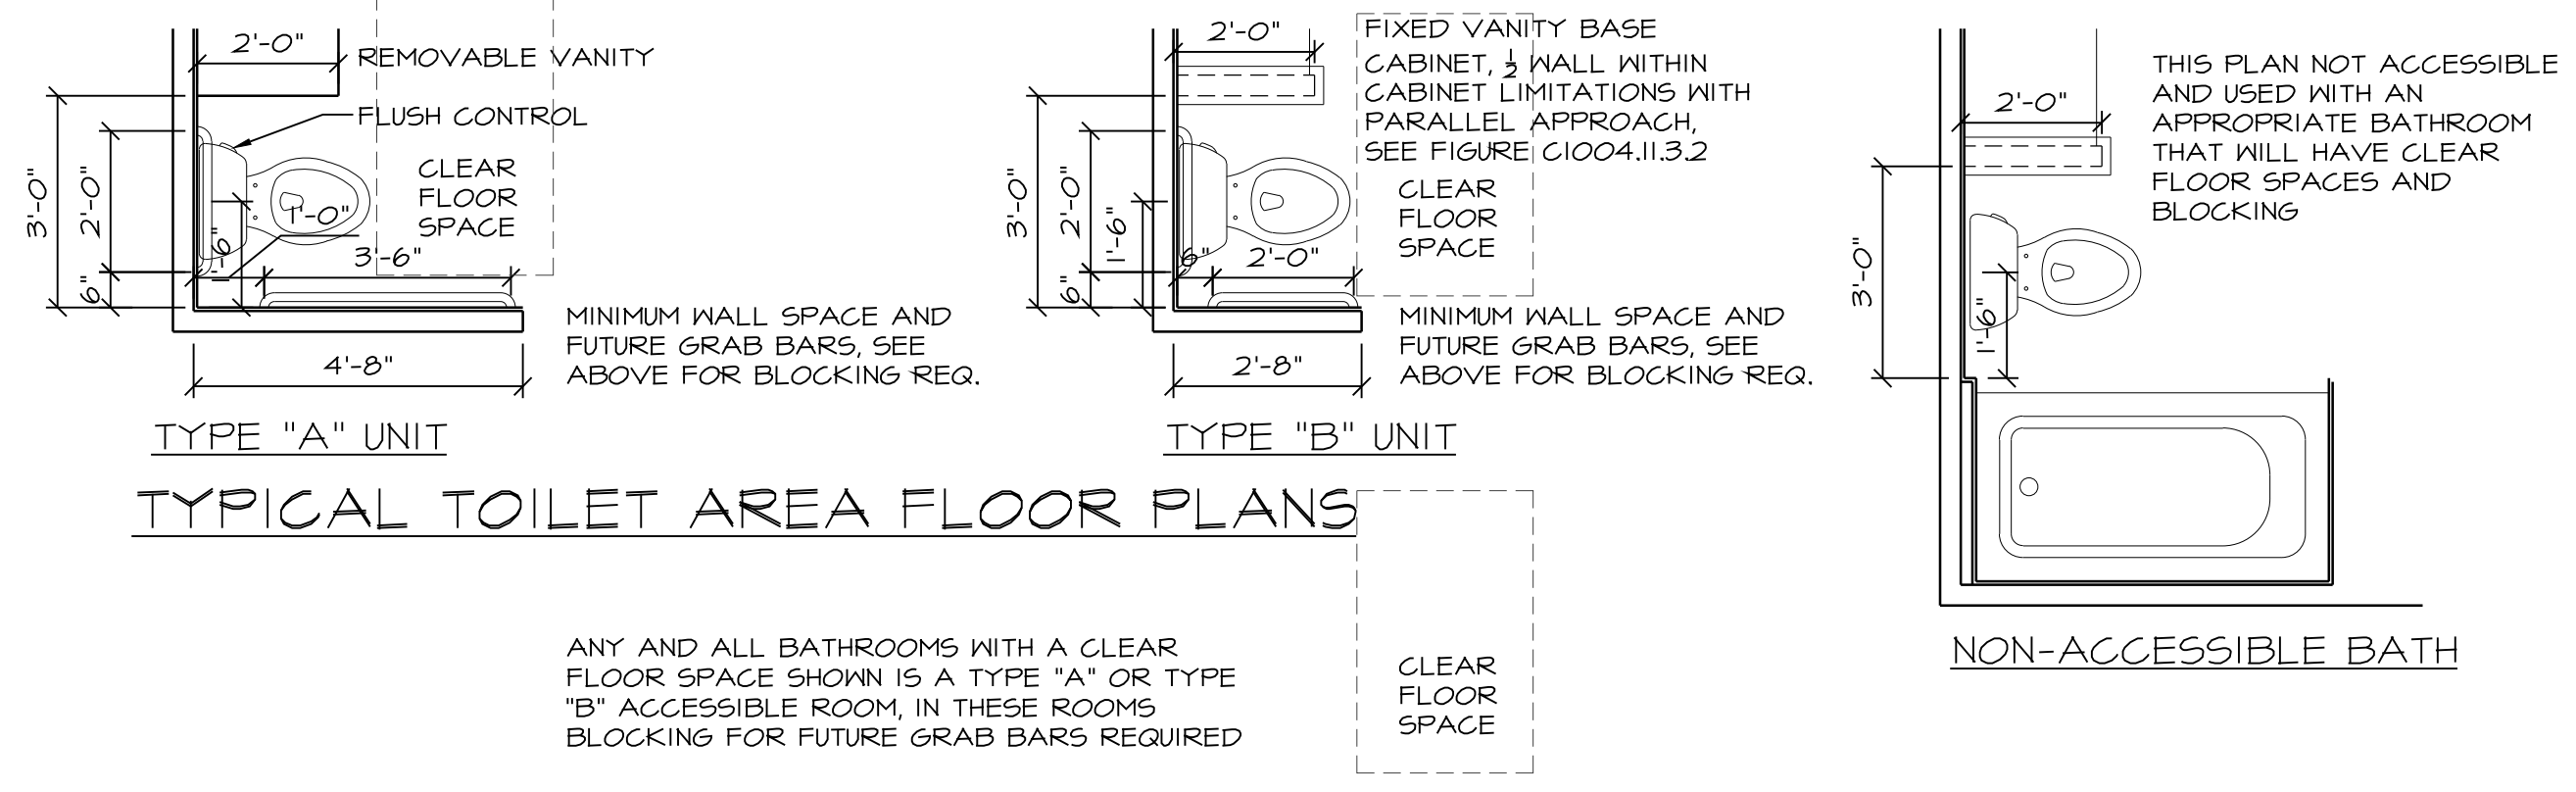 2'-0"
REMOVABLE VANITY
FLUSH CONTROL
CLEAR
FLOOR
SPACE
3'-0"
2'-0"
6"
1'-6"
1'-0"
3'-6"
4'-8"
MINIMUM WALL SPACE AND
FUTURE GRAB BARS, SEE
ABOVE FOR BLOCKING REQ.
TYPE "A" UNIT
2'-0"
FIXED VANITY BASE
CABINET, ½ WALL WITHIN
CABINET LIMITATIONS WITH
PARALLEL APPROACH,
SEE FIGURE C1004.11.3.2
CLEAR
FLOOR
SPACE
3'-0"
2'-0"
1'-6"
6"
6"
2'-0"
2'-8"
MINIMUM WALL SPACE AND
FUTURE GRAB BARS, SEE
ABOVE FOR BLOCKING REQ.
TYPE "B" UNIT
TYPICAL TOILET AREA FLOOR PLANS
ANY AND ALL BATHROOMS WITH A CLEAR
FLOOR SPACE SHOWN IS A TYPE "A" OR TYPE
"B" ACCESSIBLE ROOM, IN THESE ROOMS
BLOCKING FOR FUTURE GRAB BARS REQUIRED
CLEAR
FLOOR
SPACE
2'-0"
THIS PLAN NOT ACCESSIBLE
AND USED WITH AN
APPROPRIATE BATHROOM
THAT WILL HAVE CLEAR
FLOOR SPACES AND
BLOCKING
3'-0"
1'-6"
NON-ACCESSIBLE BATH